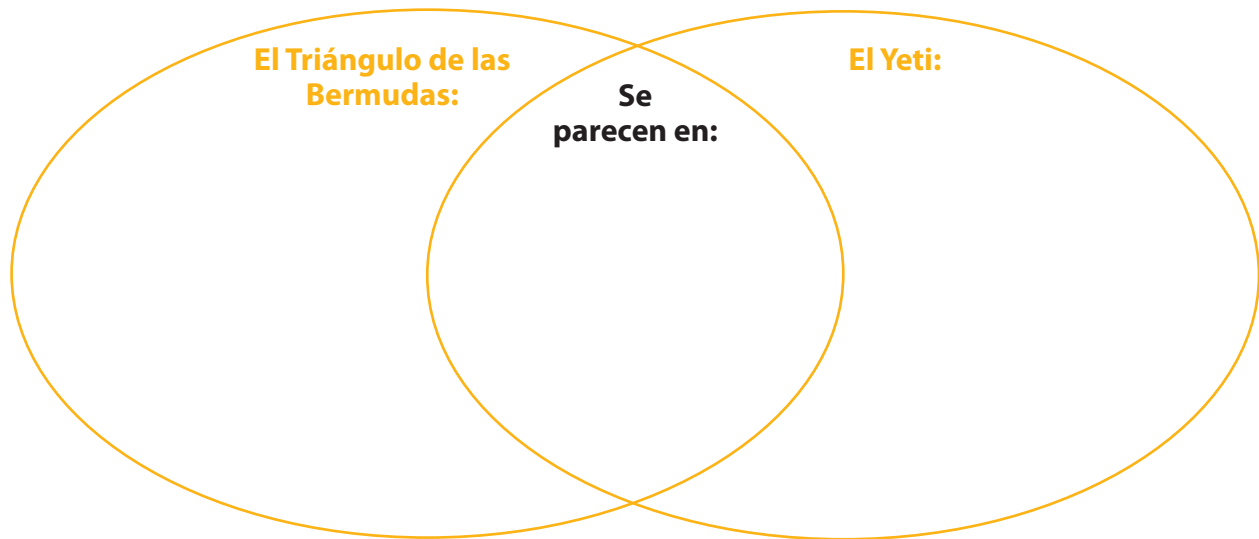 El Triángulo de las
Bermudas:
Se
parecen en:
El Yeti: